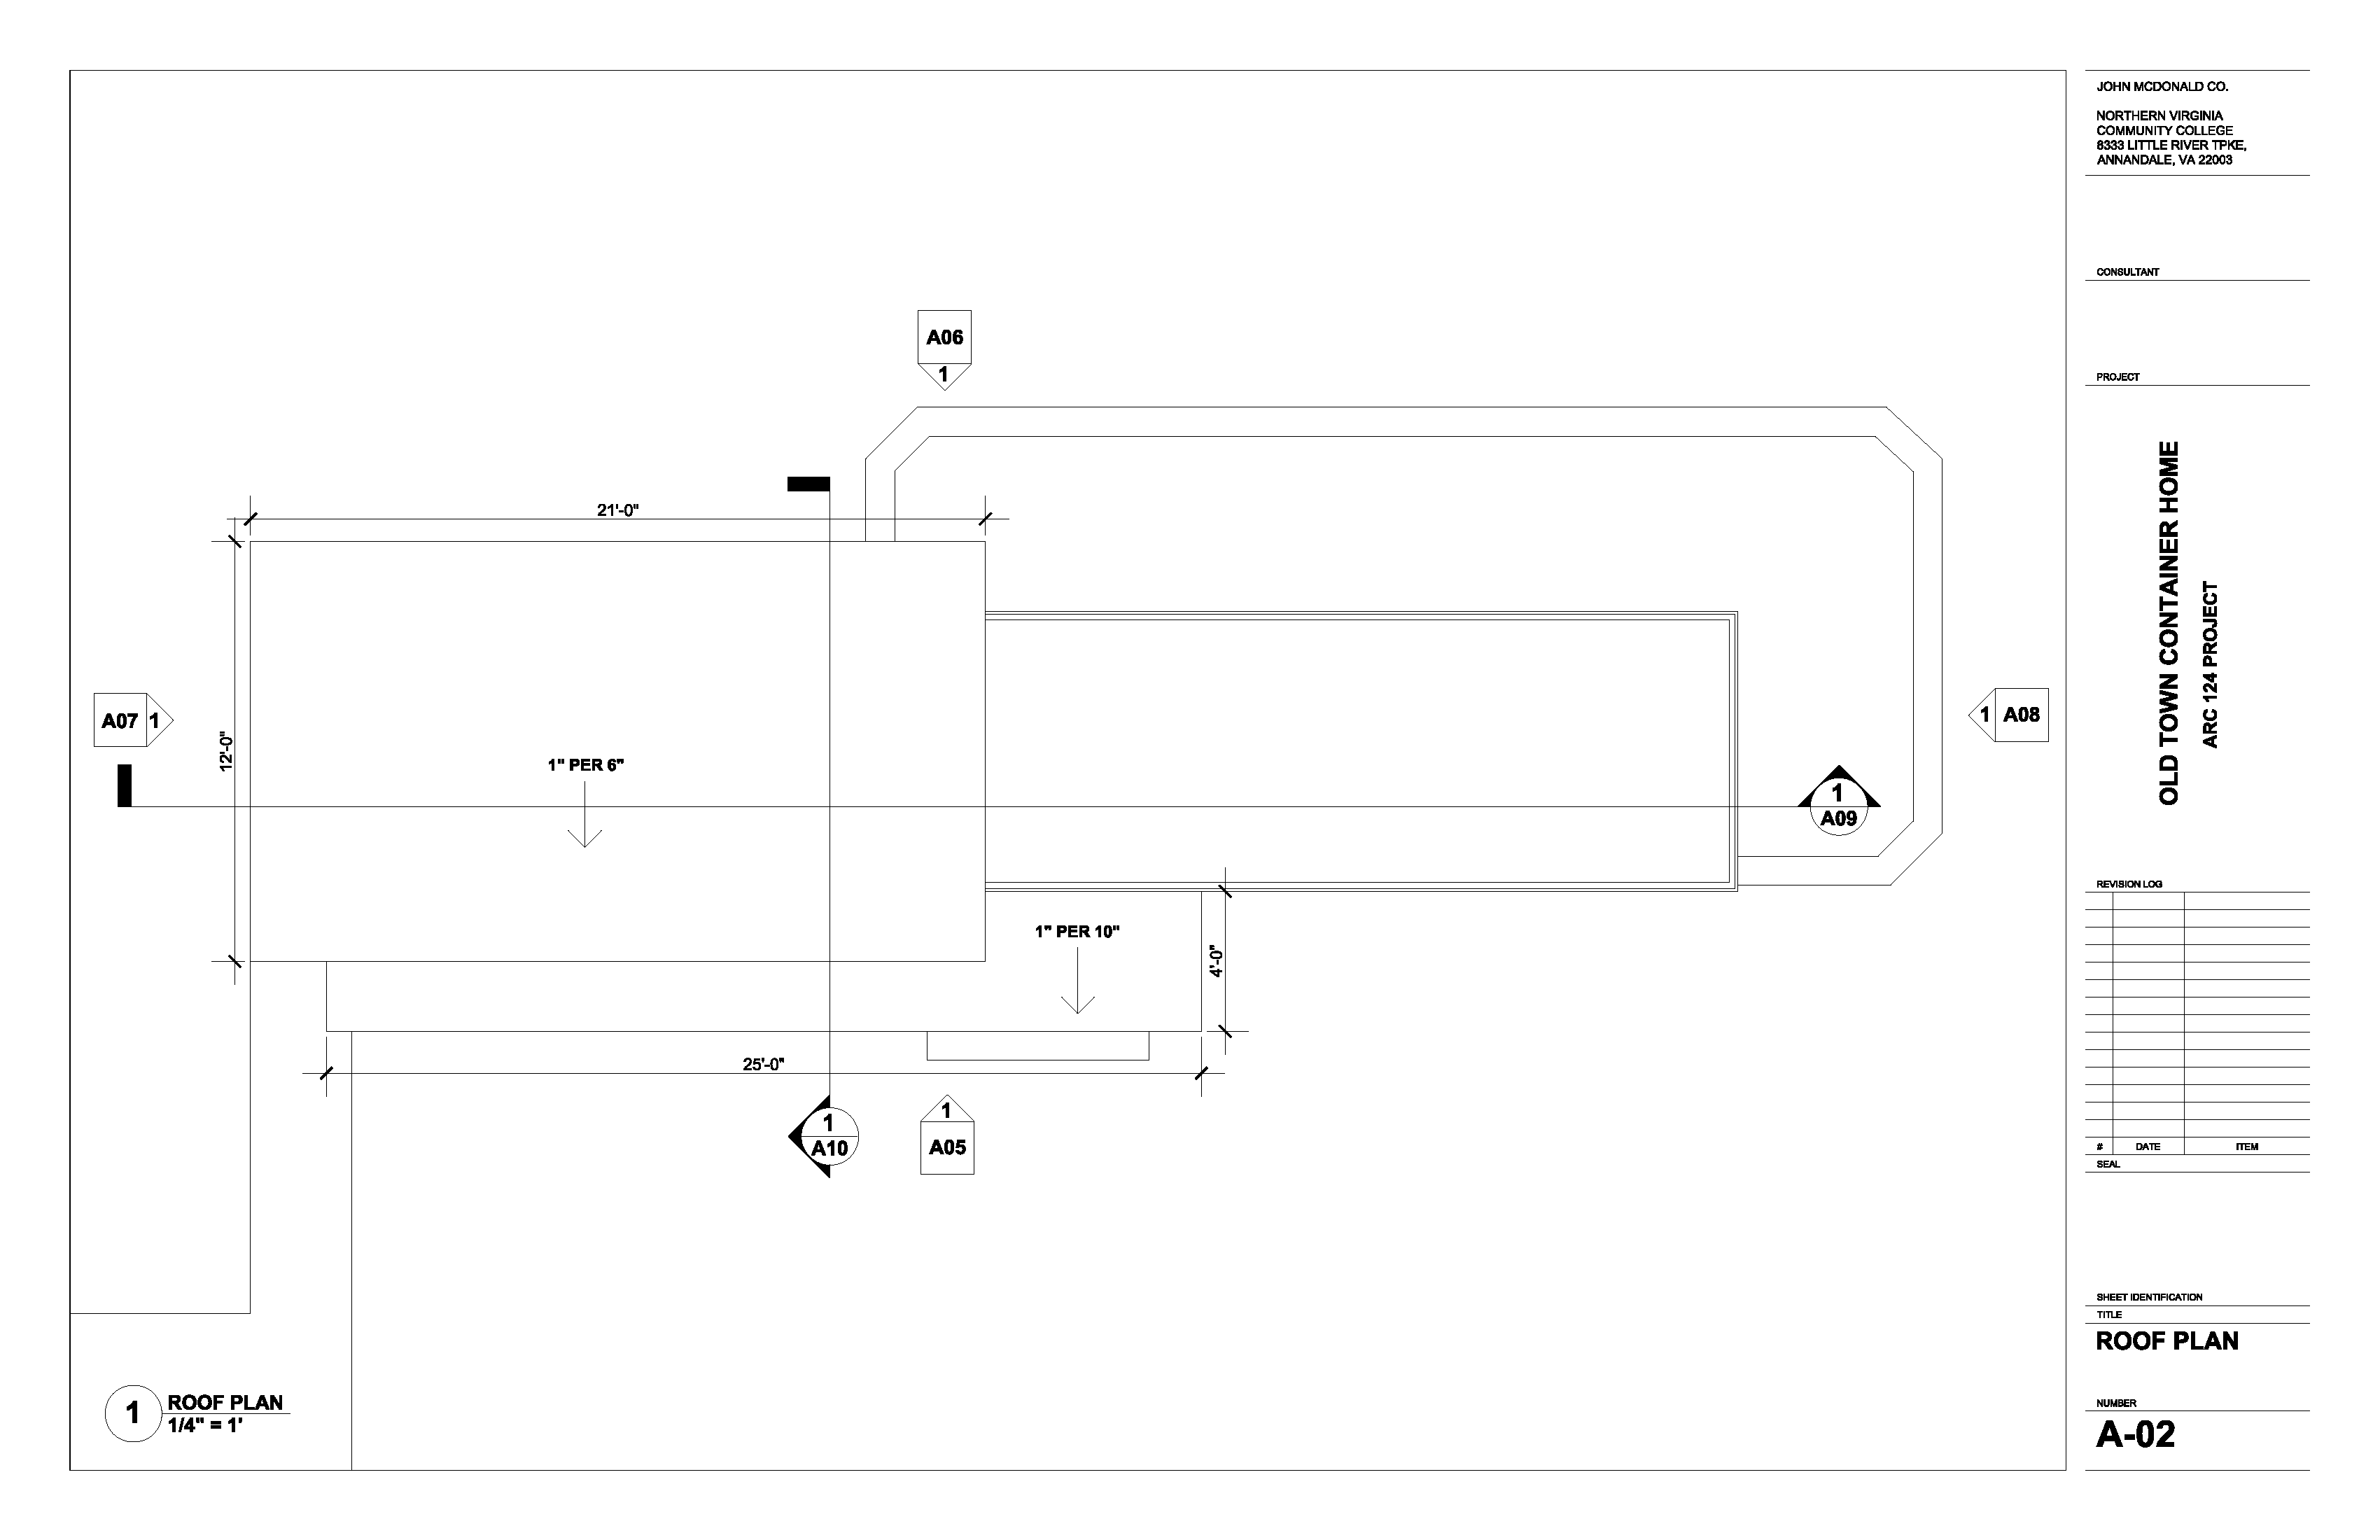 JOHN MCDONALD CO.
NORTHERN VIRGINIA
COMMUNITY COLLEGE
8333 LITTLE RIVER TPKE,
ANNANDALE, VA 22003
CONSULTANT
PROJECT
OLD TOWN CONTAINER HOME
ARC 124 PROJECT
REVISION LOG
# DATE ITEM
SEAL
SHEET IDENTIFICATION
TITLE
ROOF PLAN
NUMBER
A-02
A06
1
21'-0"
12'-0"
A07 1
1 A08
1" PER 6"
1
A09
1" PER 10"
4'-0"
25'-0"
1
A10
1
A05
1
ROOF PLAN
1/4" = 1'